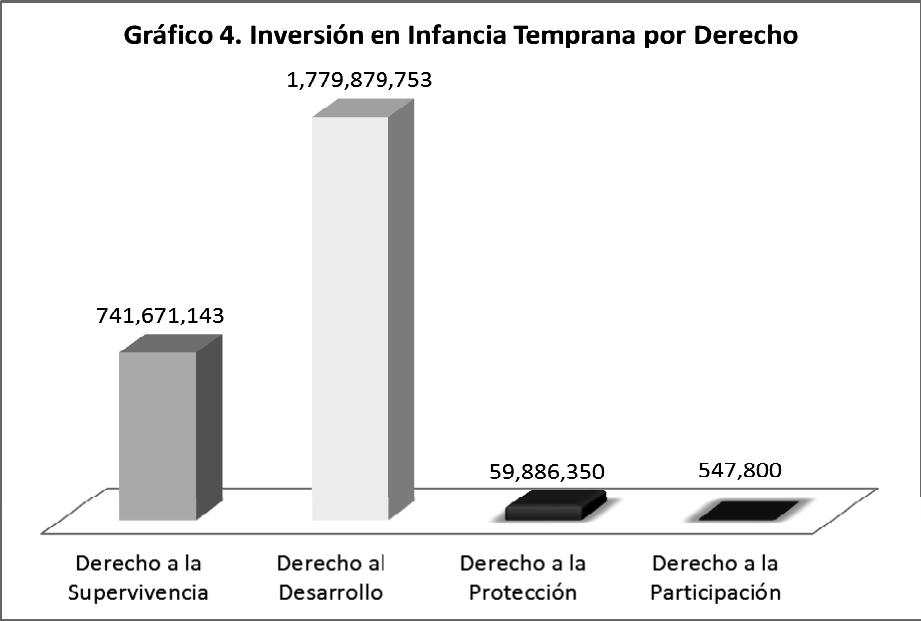 Gráfico 4. Inversión en Infancia Temprana por Derecho
1,779,879,753
741,671,143
59,886,350
547,800
Derecho a la Supervivencia
Derecho al Desarrollo
Derecho a la Protección
Derecho a la Participación